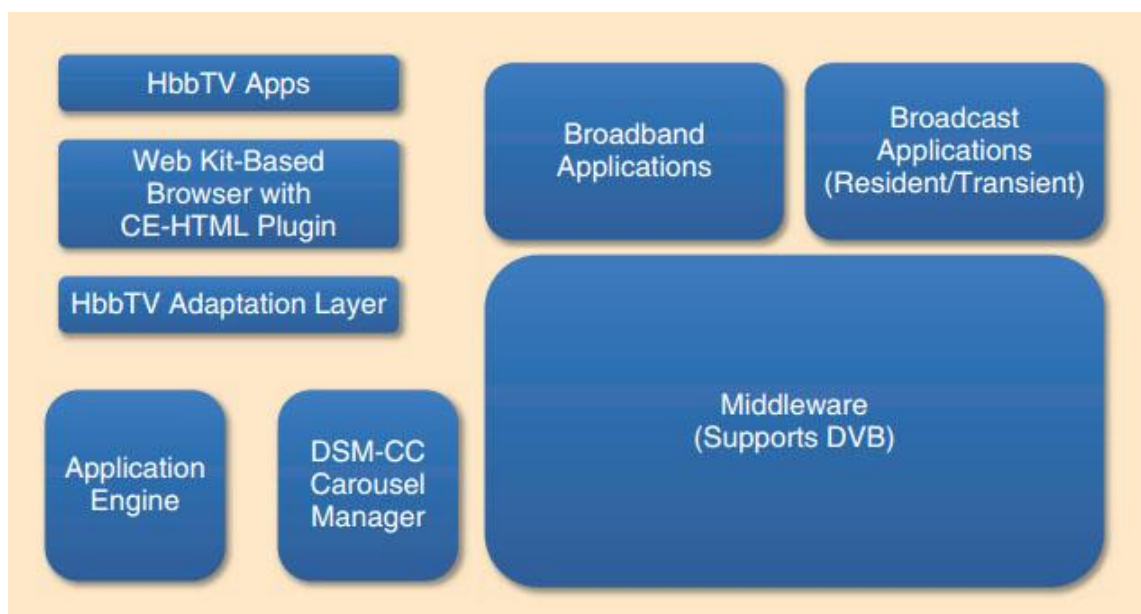 HbbTV Apps
Web Kit-Based
Browser with
CE-HTML Plugin
HbbTV Adaptation Layer
Application
Engine
DSM-CC
Carousel
Manager
Broadband
Applications
Broadcast
Applications
(Resident/Transient)
Middleware
(Supports DVB)